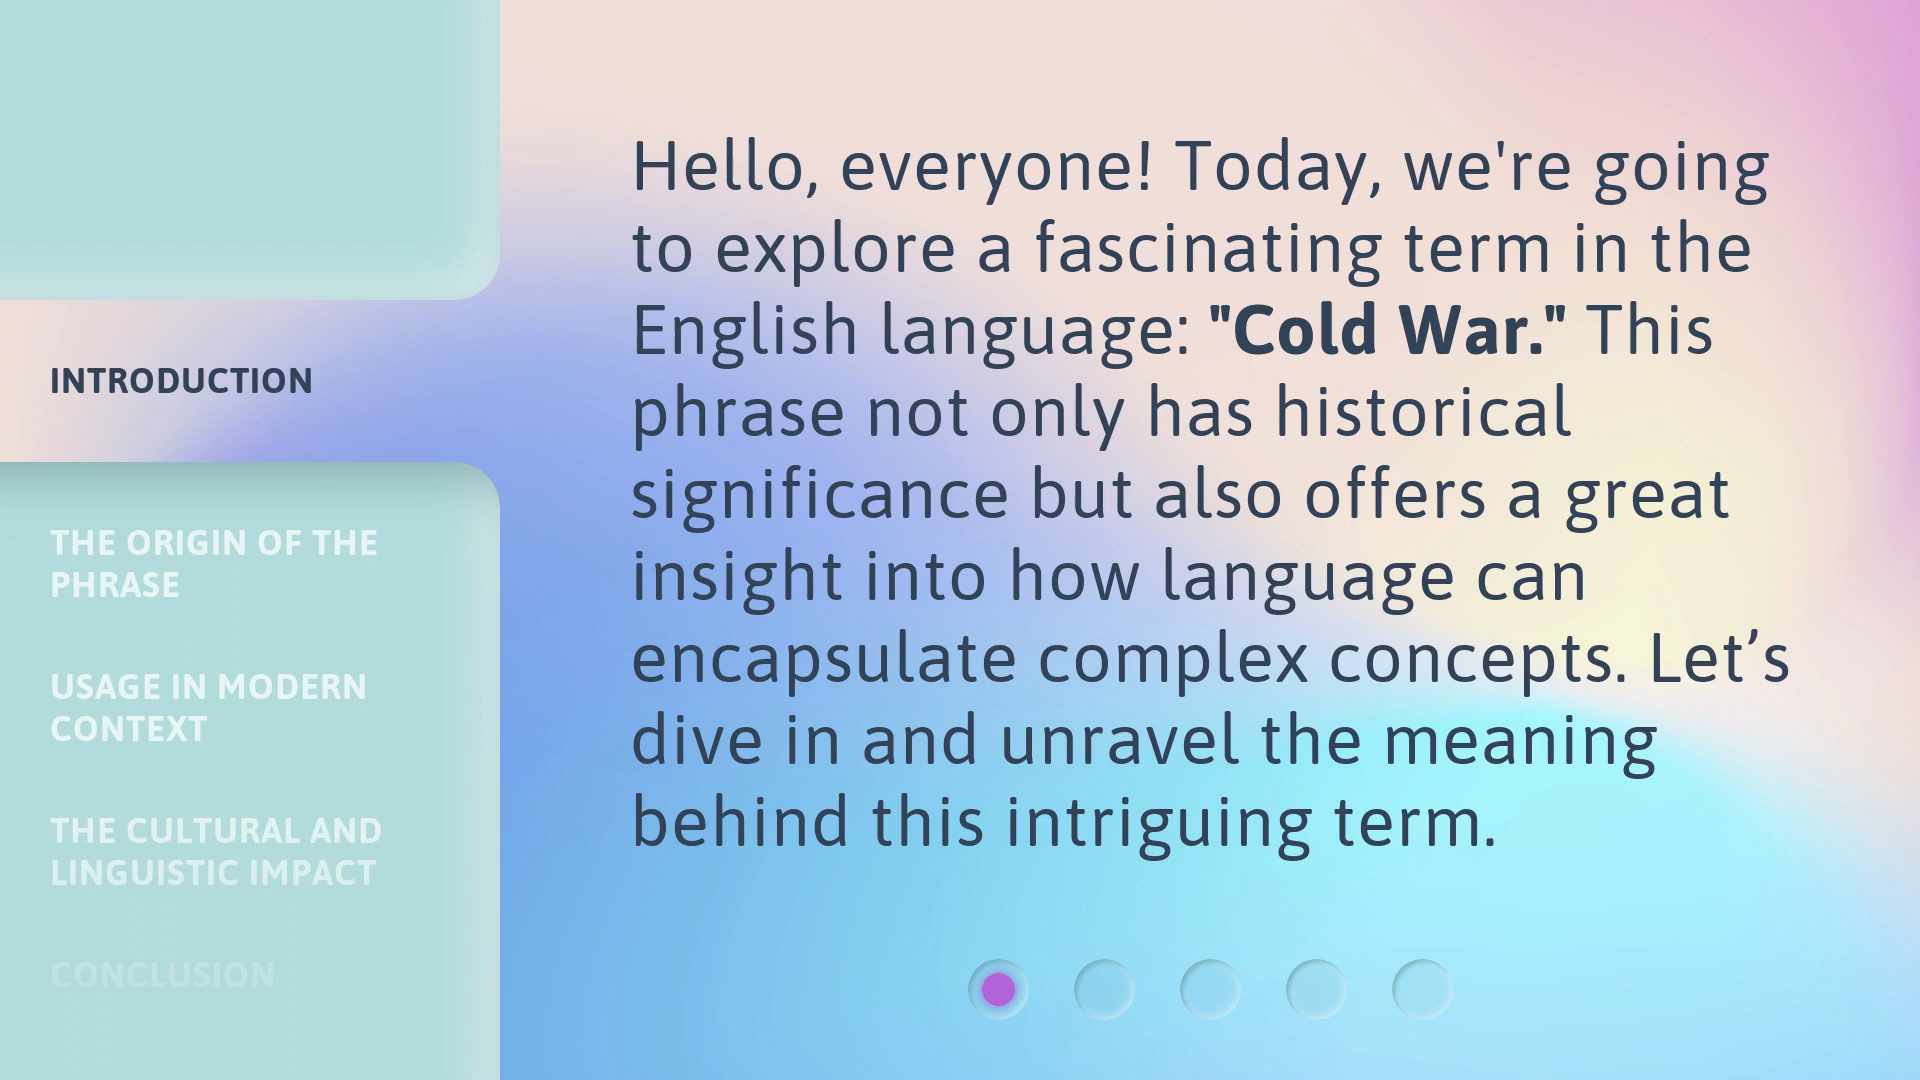 INTRODUCTION
THE ORIGIN OF THE
PHRASE
USAGE IN MODERN
CONTEXT
THE CULTURAL AND
LINGUISTIC IMPACT
CONCLUSION
Hello, everyone! Today, we're going
to explore a fascinating term in the
English language: "Cold War." This
phrase not only has historical
significance but also offers a great
insight into how language can
encapsulate complex concepts. Let’s
dive in and unravel the meaning
behind this intriguing term.